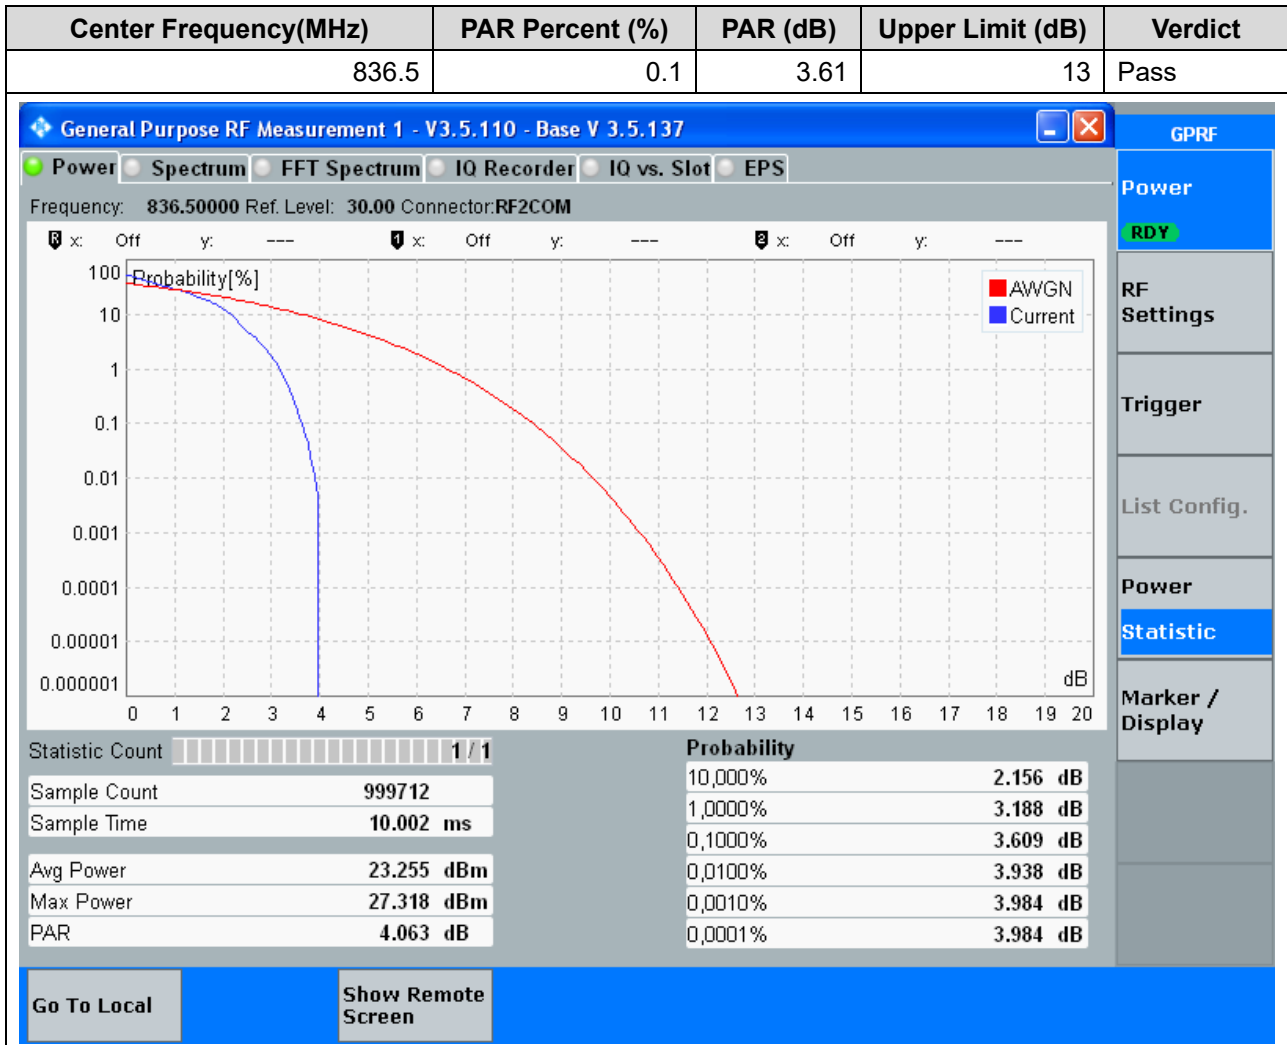 Center Frequency(MHz) PAR Percent (%) PAR (dB) Upper Limit (dB) Verdict
836.5 0.1 3.61 13 Pass
General Purpose RF Measurement 1 - V3.5.110 - Base V 3.5.137
GPRF
Power Spectrum FFT Spectrum IQ Recorder IQ vs. Slot EPS
Power
RDY
Frequency: 836.50000 Ref. Level: 30.00 Connector:RF2COM
R x: Off y: --- 1 x: Off y: --- 2 x: Off y: ---
Probability[%]
AWGN
Current
100
10
1
0.1
0.01
0.001
0.0001
0.00001
0.000001
dB
0 1 2 3 4 5 6 7 8 9 10 11 12 13 14 15 16 17 18 19 20
RF
Settings
Trigger
List Config.
Power
Statistic
Marker /
Display
Statistic Count 1 / 1
Sample Count 999712
Sample Time 10.002 ms
Avg Power 23.255 dBm
Max Power 27.318 dBm
PAR 4.063 dB
Probability
10,000% 2.156 dB
1,0000% 3.188 dB
0,1000% 3.609 dB
0,0100% 3.938 dB
0,0010% 3.984 dB
0,0001% 3.984 dB
Go To Local
Show Remote
Screen